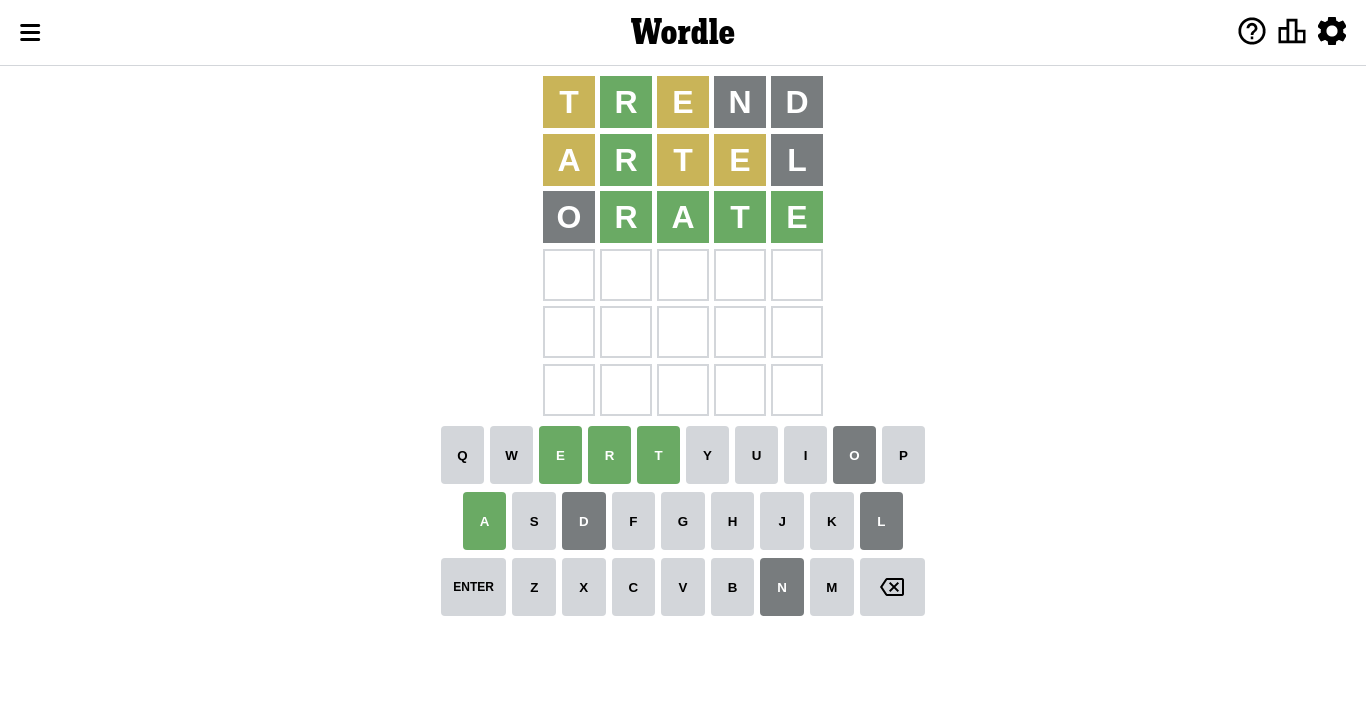 Wordle
T R E N D
A R T E L
O R A T E
Q W E R T Y U I O P
A S D F G H J K L
ENTER Z X C V B N M